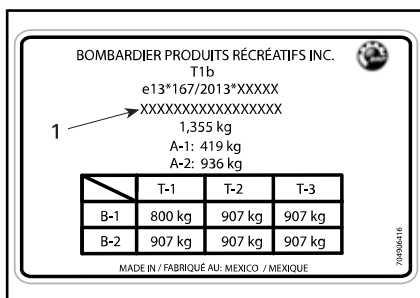 BOMBARDIER PRODUITS RÉCRÉATIFS INC.
T1b
e13*167/2013*XXXXX
1
XXXXXXXXXXXXXXXXX
1,355 kg
A-1: 419 kg
A-2: 936 kg
T-1 T-2 T-3
B-1 800 kg 907 kg 907 kg
B-2 907 kg 907 kg 907 kg
MADE IN / FABRIQUÉ AU: MEXICO / MEXIQUE
704906416